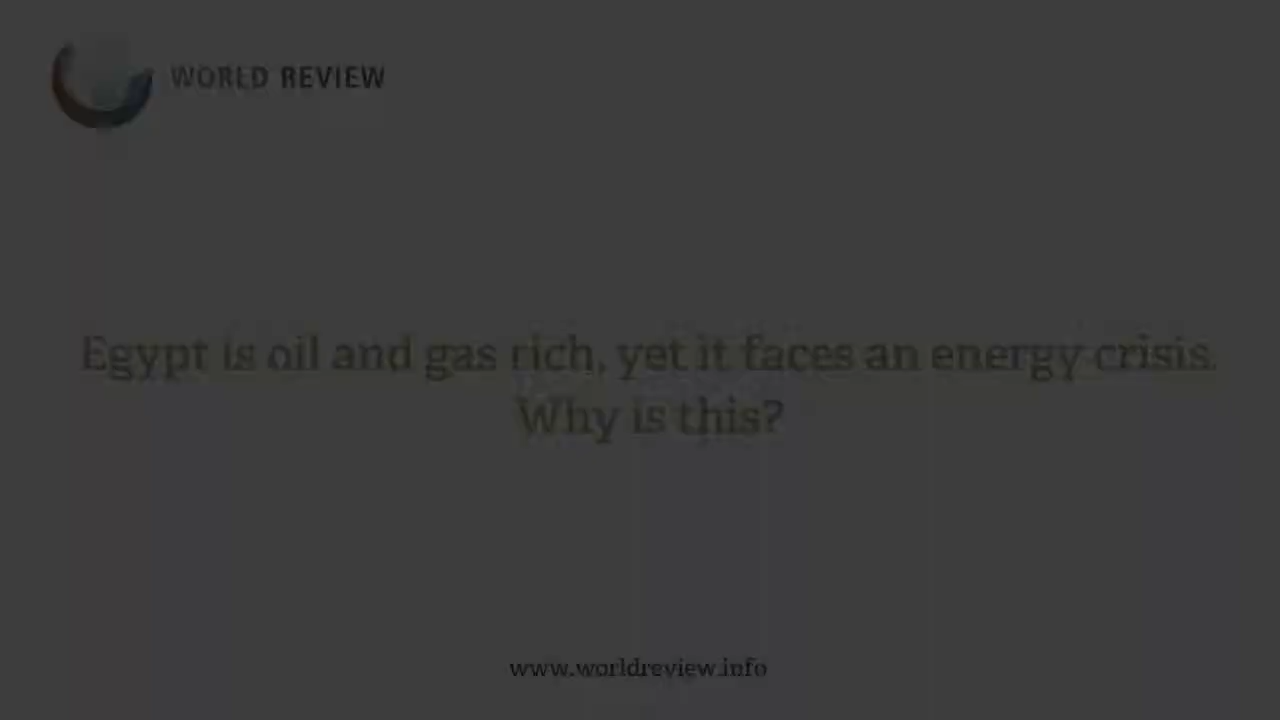 WORLD REVIEW
Egypt is oil and gas rich, yet it faces an energy crisis.
Why is this?
www.worldreview.info